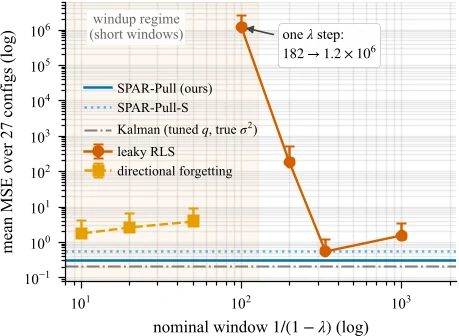 mean MSE over 27 configs (log)
10⁶
10⁵
10⁴
10³
10²
10¹
10⁰
10⁻¹
windup regime
(short windows)
one λ step:
182 → 1.2 × 10⁶
SPAR-Pull (ours)
SPAR-Pull-S
Kalman (tuned q, true σ²)
leaky RLS
directional forgetting
10¹
10²
10³
nominal window 1/(1 − λ) (log)